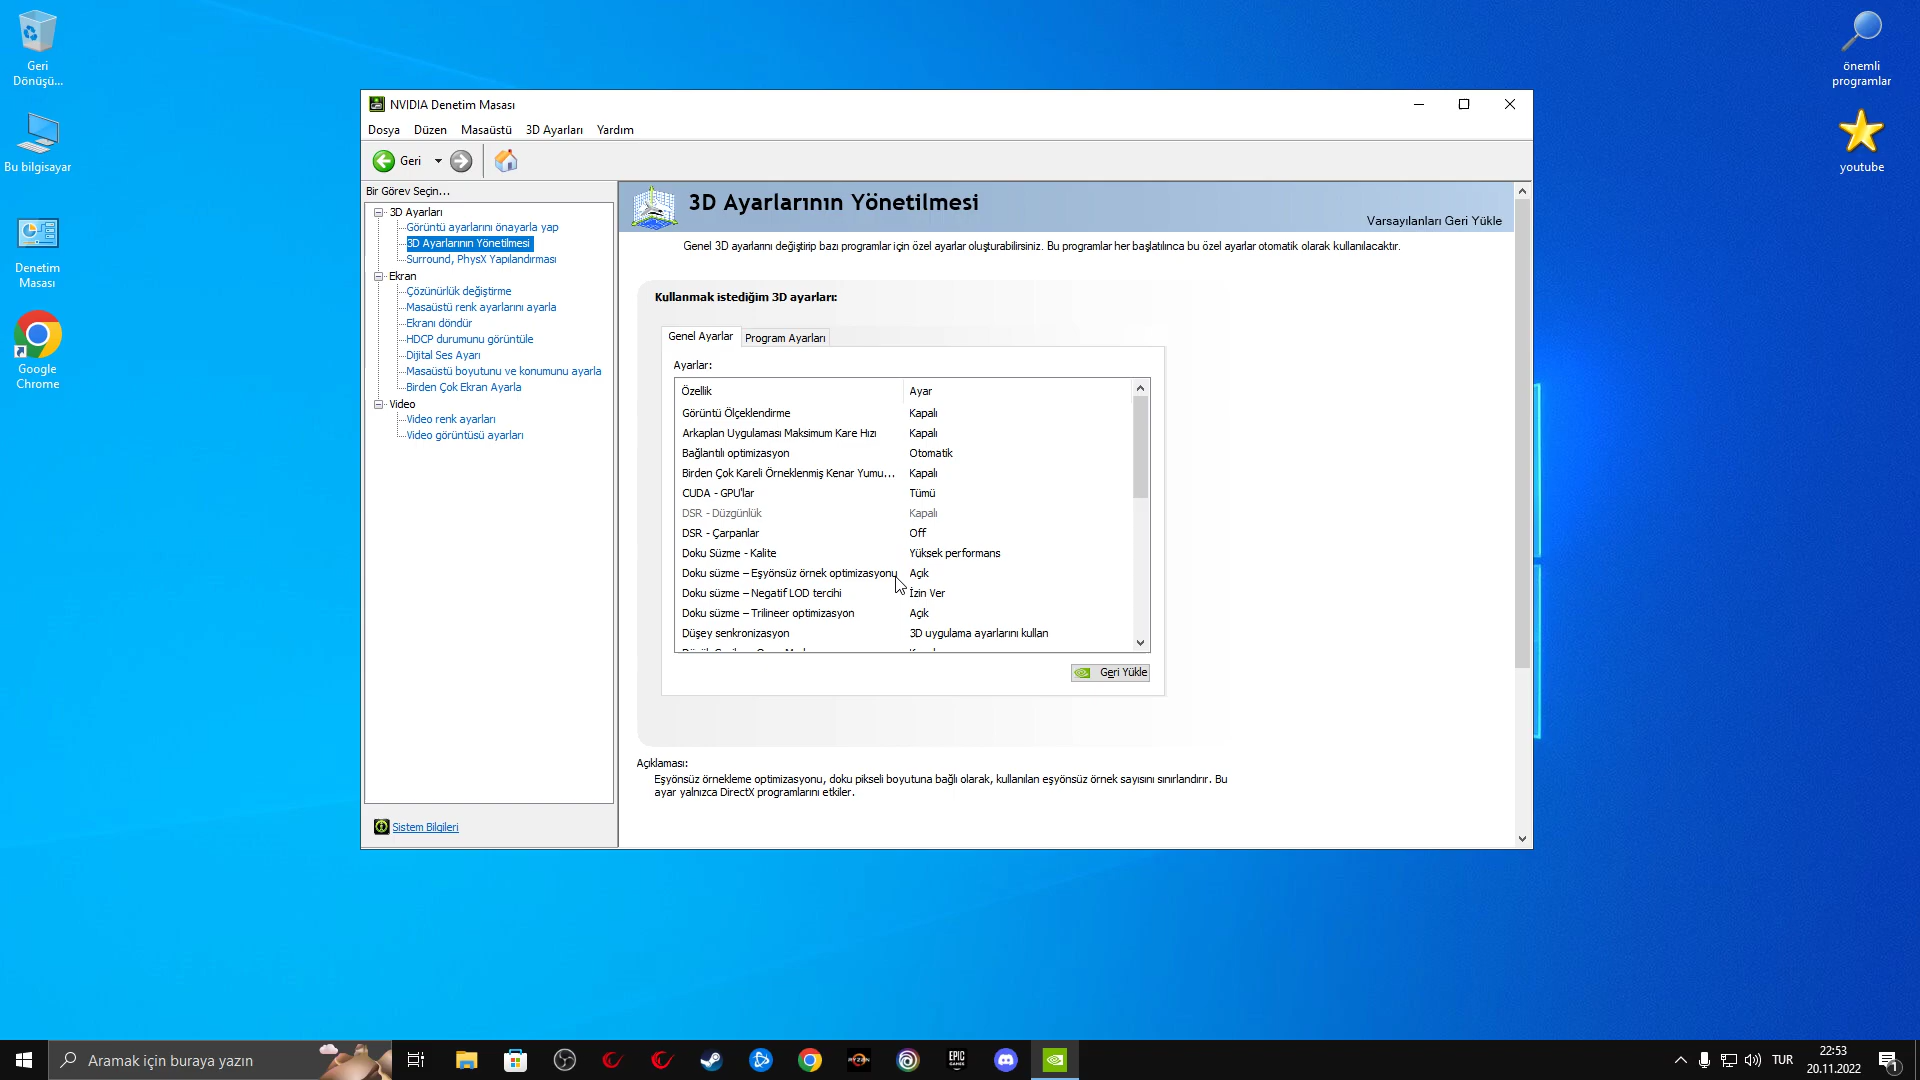 Geri
Dönüşü...
Bu bilgisayar
Denetim
Masası
Google
Chrome
önemli
programlar
youtube
NVIDIA Denetim Masası
Dosya Düzen Masaüstü 3D Ayarları Yardım
Geri
Bir Görev Seçin...
3D Ayarları
Görüntü ayarlarını önayarla yap
3D Ayarlarının Yönetilmesi
Surround, PhysX Yapılandırması
Ekran
Çözünürlük değiştirme
Masaüstü renk ayarlarını ayarla
Ekranı döndür
HDCP durumunu görüntüle
Dijital Ses Ayarı
Masaüstü boyutunu ve konumunu ayarla
Birden Çok Ekran Ayarla
Video
Video renk ayarları
Video görüntüsü ayarları
Sistem Bilgileri
3D Ayarlarının Yönetilmesi
Varsayılanları Geri Yükle
Genel 3D ayarlarını değiştirip bazı programlar için özel ayarlar oluşturabilirsiniz. Bu programlar her başlatılınca bu özel ayarlar otomatik olarak kullanılacaktır.
Kullanmak istediğim 3D ayarları:
Genel Ayarlar Program Ayarları
Ayarlar:
Özellik Ayar
Görüntü Ölçeklendirme Kapalı
Arkaplan Uygulaması Maksimum Kare Hızı Kapalı
Bağlantılı optimizasyon Otomatik
Birden Çok Kareli Örneklenmiş Kenar Yumu... Kapalı
CUDA - GPU'lar Tümü
DSR - Düzgünlük Kapalı
DSR - Çarpanlar Off
Doku Süzme - Kalite Yüksek performans
Doku süzme – Eşyönsüz örnek optimizasyonu Açık
Doku süzme – Negatif LOD tercihi İzin Ver
Doku süzme – Trilineer optimizasyon Açık
Düşey senkronizasyon 3D uygulama ayarlarını kullan
Geri Yükle
Açıklaması:
Eşyönsüz örnekleme optimizasyonu, doku pikseli boyutuna bağlı olarak, kullanılan eşyönsüz örnek sayısını sınırlandırır. Bu
ayar yalnızca DirectX programlarını etkiler.
Aramak için buraya yazın
RYZEN
EPIC
GAMES
TUR
22:53
20.11.2022
1